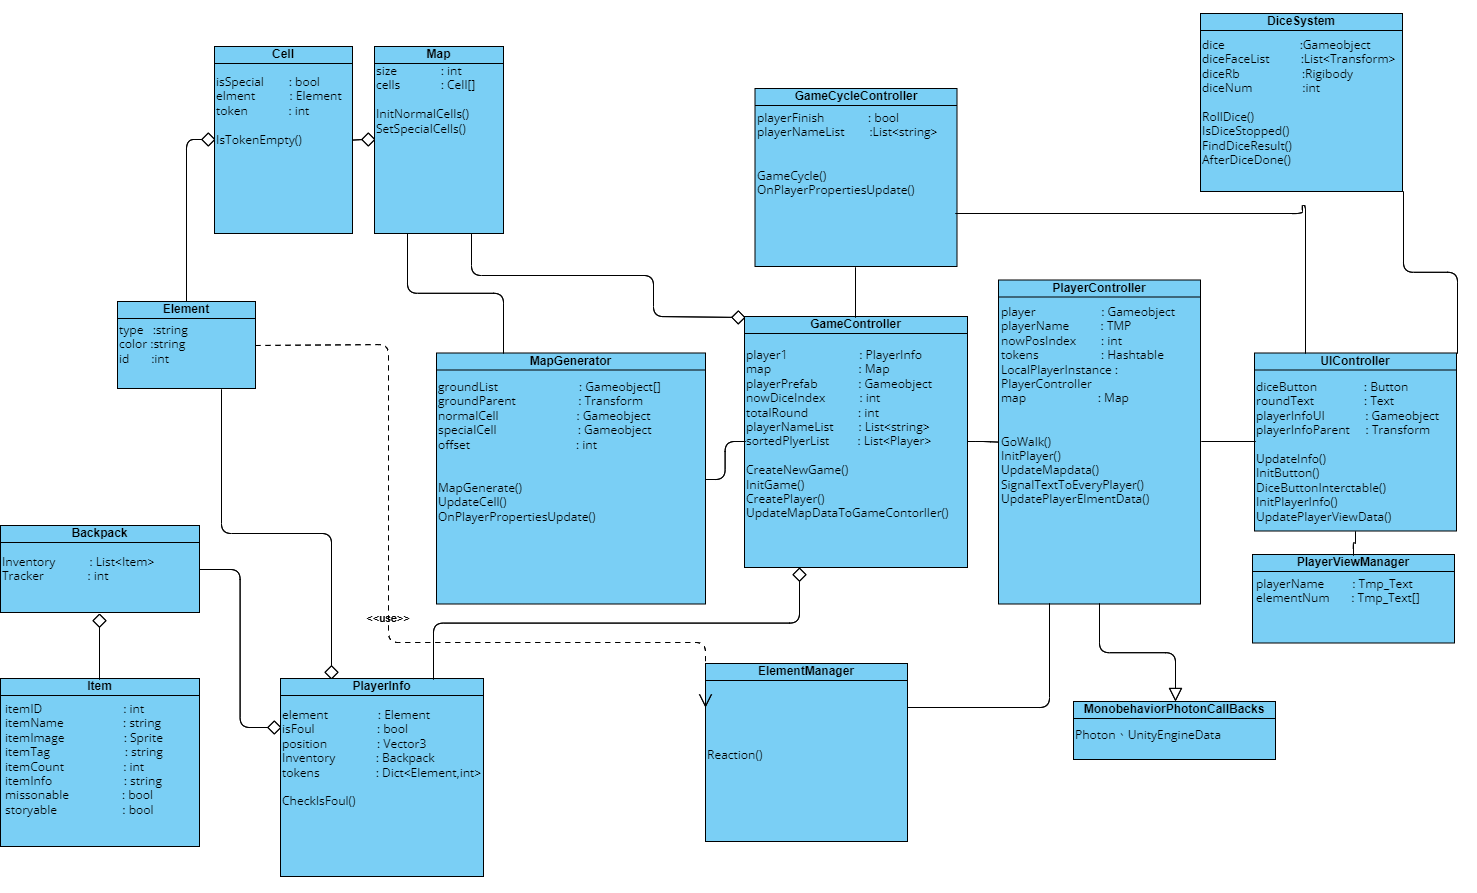 Cell
isSpecial : bool
elment : Element
token : int
IsTokenEmpty()
Map
size : int
cells : Cell[]
InitNormalCells()
SetSpecialCells()
GameCycleController
playerFinish : bool
playerNameList :List<string>
GameCycle()
OnPlayerPropertiesUpdate()
DiceSystem
dice :Gameobject
diceFaceList :List<Transform>
diceRb :Rigibody
diceNum :int
RollDice()
IsDiceStopped()
FindDiceResult()
AfterDiceDone()
Element
type :string
color :string
id :int
MapGenerator
groundList : Gameobject[]
groundParent : Transform
normalCell : Gameobject
specialCell : Gameobject
offset : int
MapGenerate()
UpdateCell()
OnPlayerPropertiesUpdate()
GameController
player1 : PlayerInfo
map : Map
playerPrefab : Gameobject
nowDiceIndex : int
totalRound : int
playerNameList : List<string>
sortedPlyerList : List<Player>
CreateNewGame()
InitGame()
CreatePlayer()
UpdateMapDataToGameContorller()
PlayerController
player : Gameobject
playerName : TMP
nowPosIndex : int
tokens : Hashtable
LocalPlayerInstance :
PlayerController
map : Map
GoWalk()
InitPlayer()
UpdateMapdata()
SignalTextToEveryPlayer()
UpdatePlayerElmentData()
UIController
diceButton : Button
roundText : Text
playerInfoUI : Gameobject
playerInfoParent : Transform
UpdateInfo()
InitButton()
DiceButtonInterctable()
InitPlayerInfo()
UpdatePlayerViewData()
PlayerViewManager
playerName : Tmp_Text
elementNum : Tmp_Text[]
Backpack
Inventory : List<Item>
Tracker : int
<<use>>
Item
itemID : int
itemName : string
itemImage : Sprite
itemTag : string
itemCount : int
itemInfo : string
missonable : bool
storyable : bool
PlayerInfo
element : Element
isFoul : bool
position : Vector3
Inventory : Backpack
tokens : Dict<Element,int>
CheckIsFoul()
ElementManager
Reaction()
MonobehaviorPhotonCallBacks
Photon、UnityEngineData